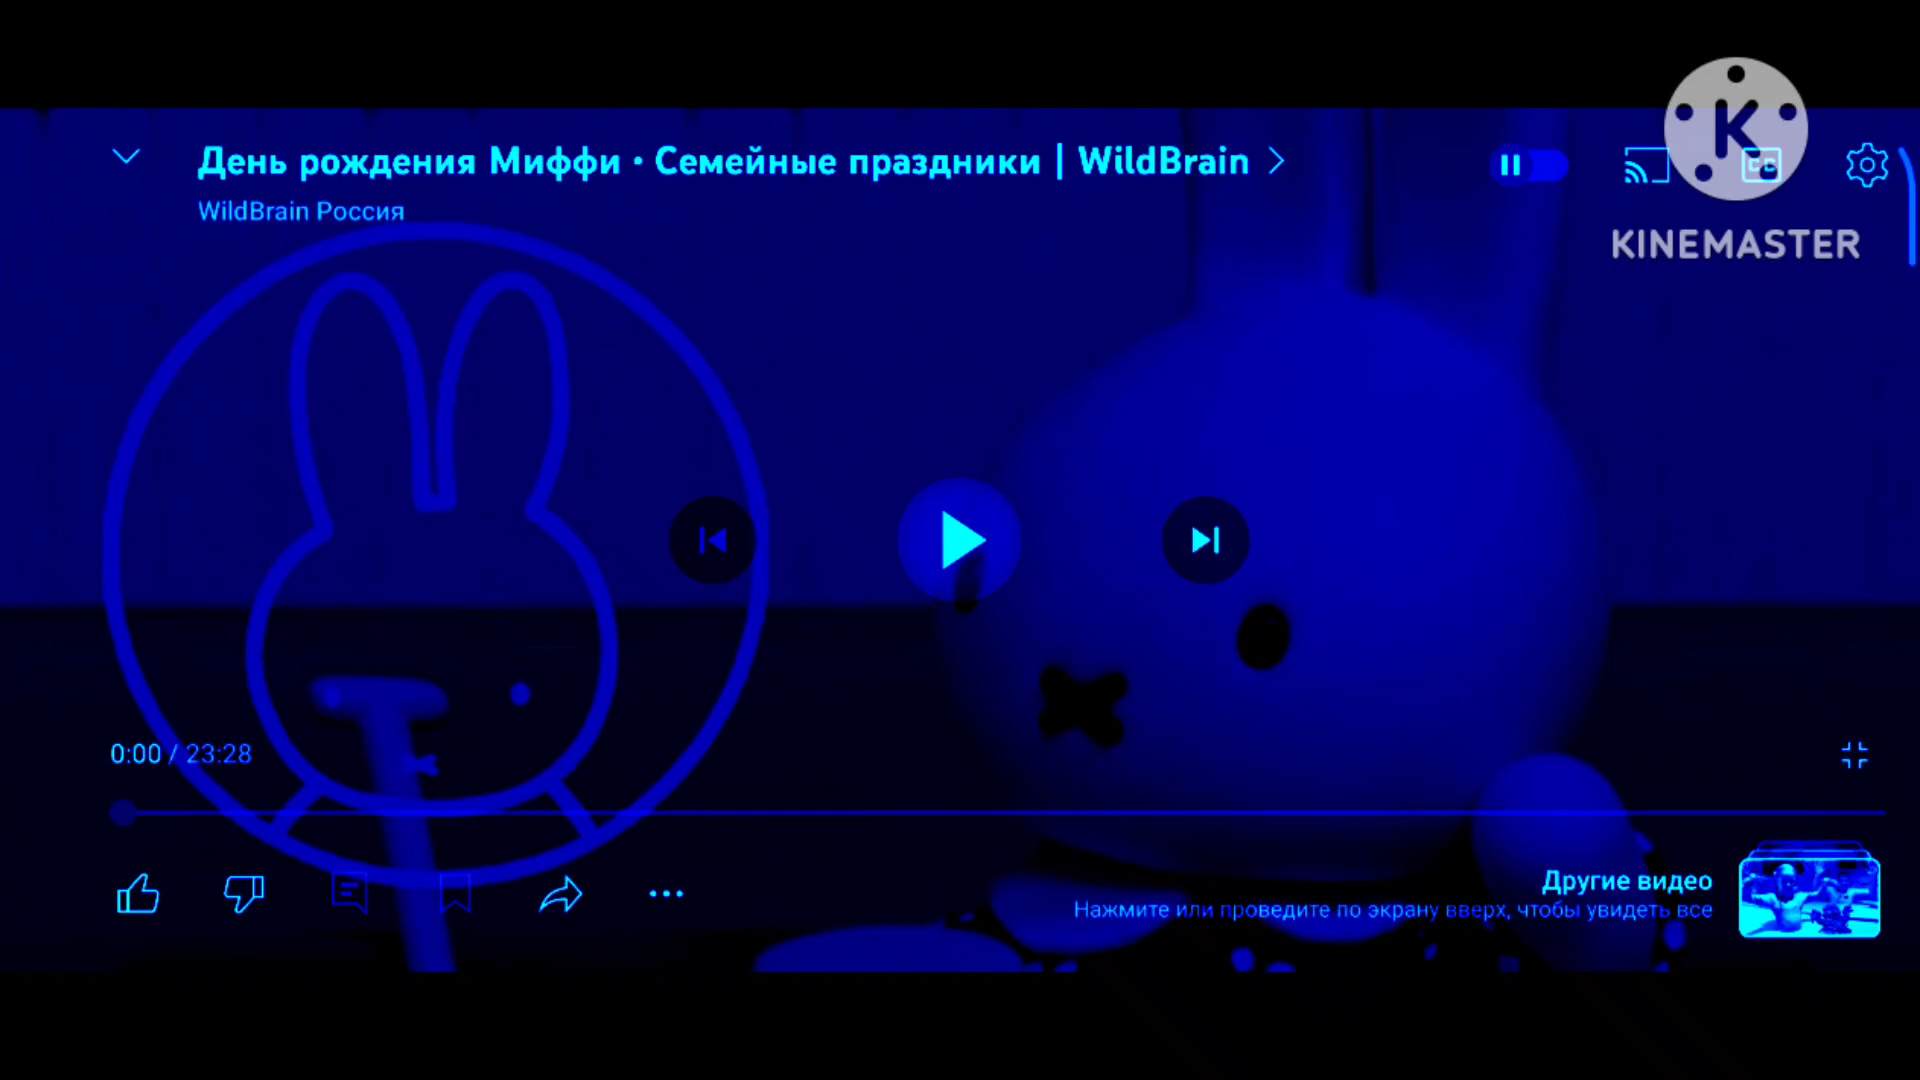 День рождения Миффи • Семейные праздники | WildBrain
WildBrain Россия
CC
K
KINEMASTER
0:00 / 23:28
Другие видео
Нажмите или проведите по экрану вверх, чтобы увидеть все